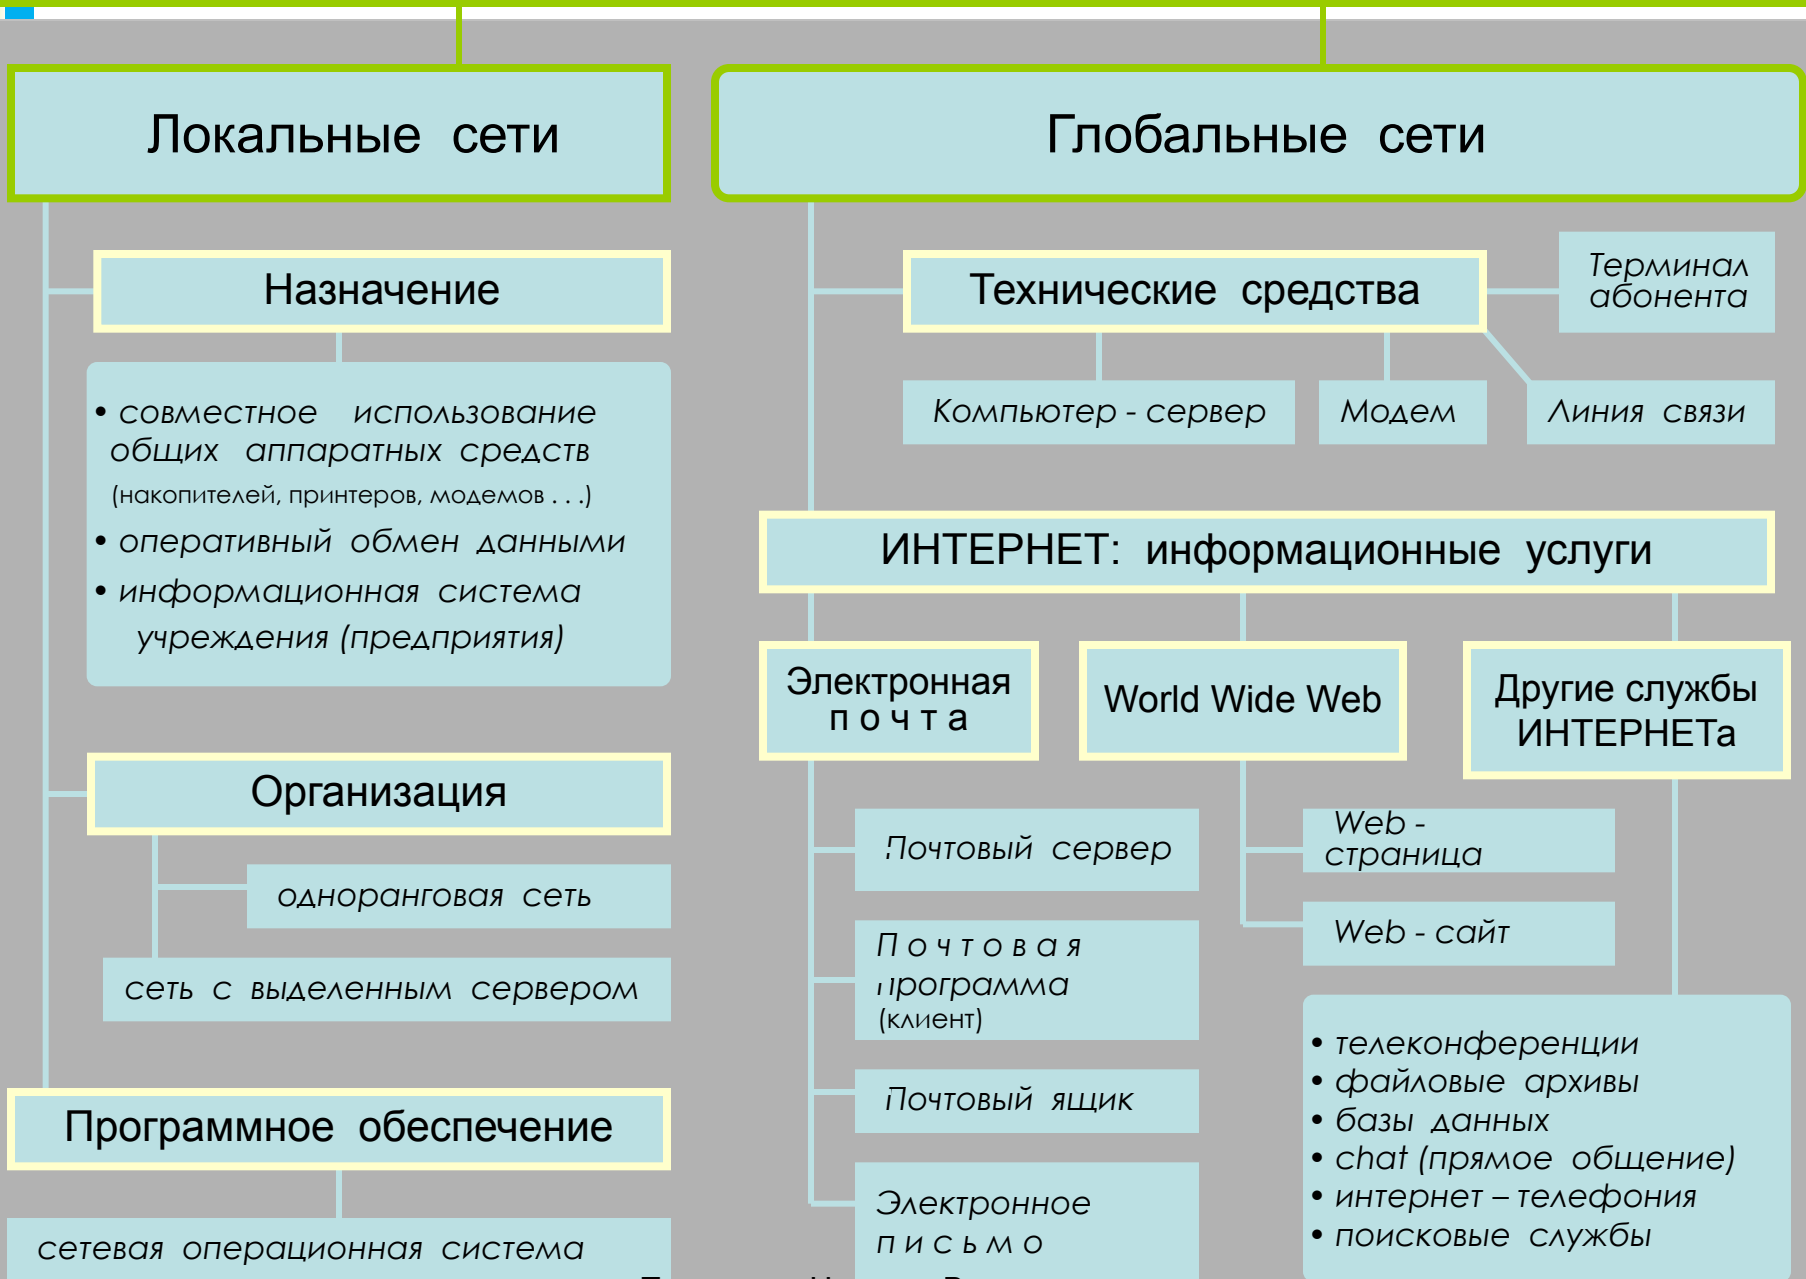 Локальные сети
Назначение
• совместное использование
общих аппаратных средств
(накопителей, принтеров, модемов . . .)
• оперативный обмен данными
• информационная система
учреждения (предприятия)
Организация
одноранговая сеть
сеть с выделенным сервером
Программное обеспечение
сетевая операционная система
Глобальные сети
Технические средства
Терминал
абонента
Компьютер - сервер
Модем
Линия связи
ИНТЕРНЕТ: информационные услуги
Электронная
п о ч т а
World Wide Web
Другие службы
ИНТЕРНЕТа
Почтовый сервер
П о ч т о в а я
программа
(клиент)
Почтовый ящик
Электронное
п и с ь м о
Web -
страница
Web - сайт
• телеконференции
• файловые архивы
• базы данных
• chat (прямое общение)
• интернет – телефония
• поисковые службы